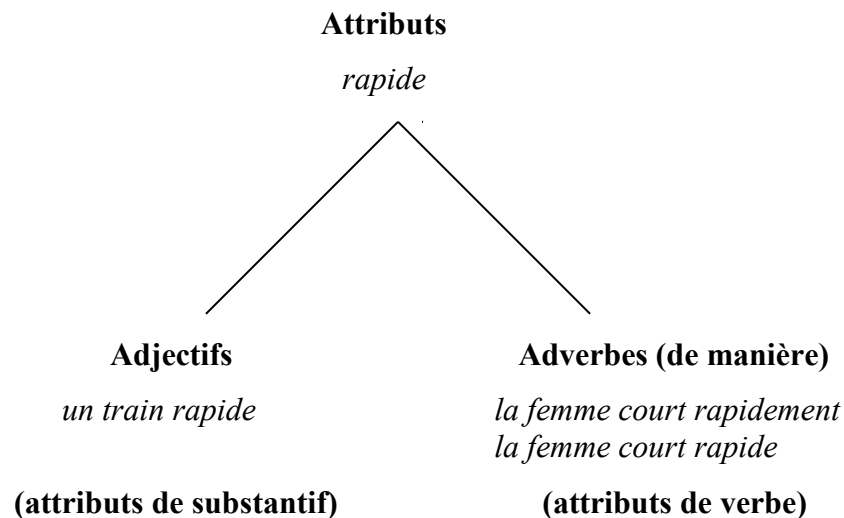 Attributs
rapide
Adjectifs
Adverbes (de manière)
un train rapide
la femme court rapidement
la femme court rapide
(attributs de substantif)
(attributs de verbe)